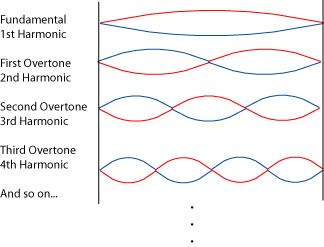 Fundamental
1st Harmonic
First Overtone
2nd Harmonic
Second Overtone
3rd Harmonic
Third Overtone
4th Harmonic
And so on...